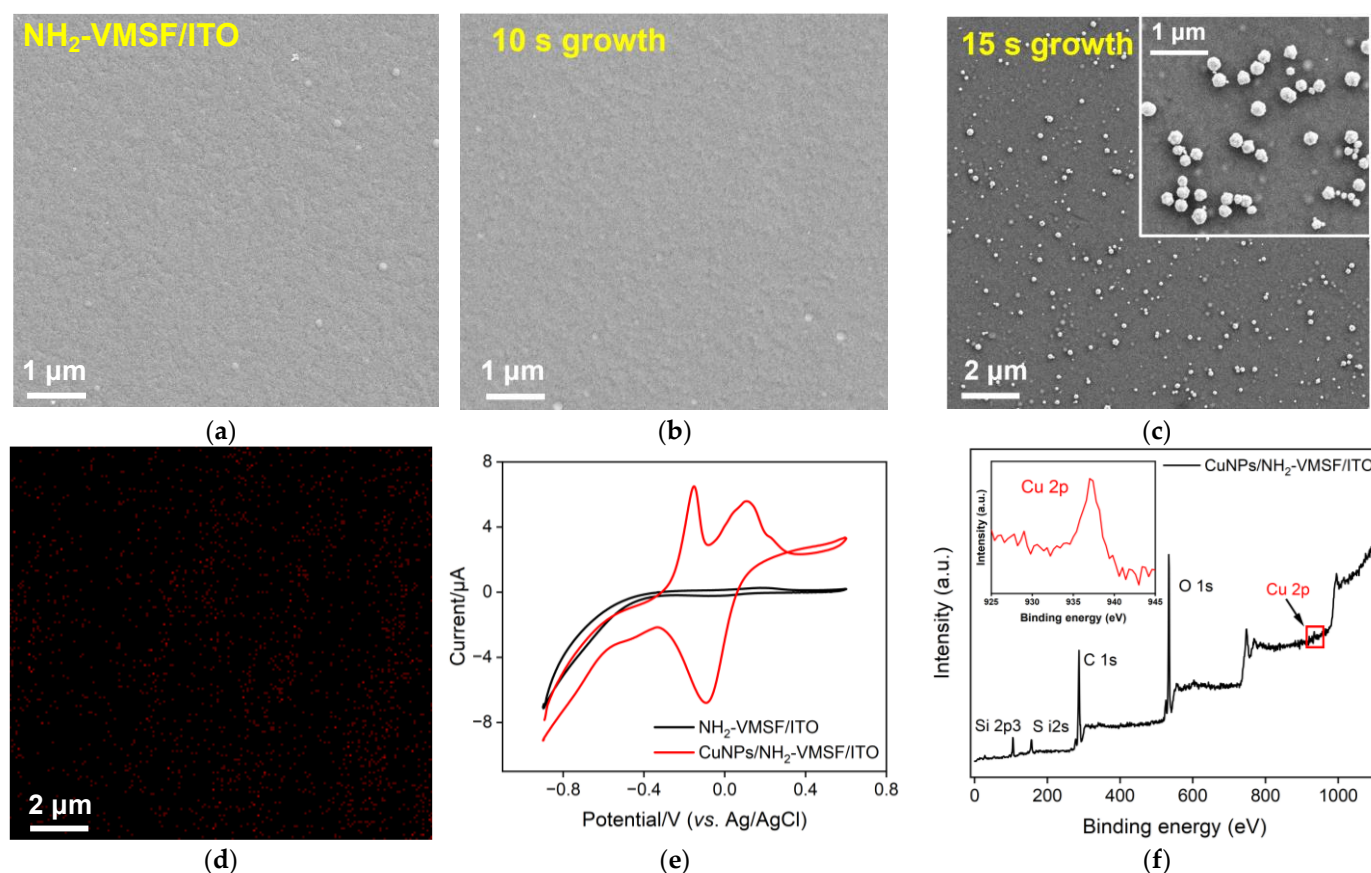 NH₂-VMSF/ITO
1 μm
(a)
10 s growth
1 μm
(b)
15 s growth
1 μm
2 μm
(c)
2 μm
(d)
8
4
0
−4
−8
−0.8
−0.4
0.0
0.4
0.8
Current/μA
Potential/V (vs. Ag/AgCl)
NH₂-VMSF/ITO
CuNPs/NH₂-VMSF/ITO
(e)
CuNPs/NH₂-VMSF/ITO
Cu 2p
Intensity (a.u.)
925
930
935
940
945
Binding energy (eV)
O 1s
Cu 2p
C 1s
Si 2p3
S i2s
Intensity (a.u.)
0
200
400
600
800
1000
Binding energy (eV)
(f)